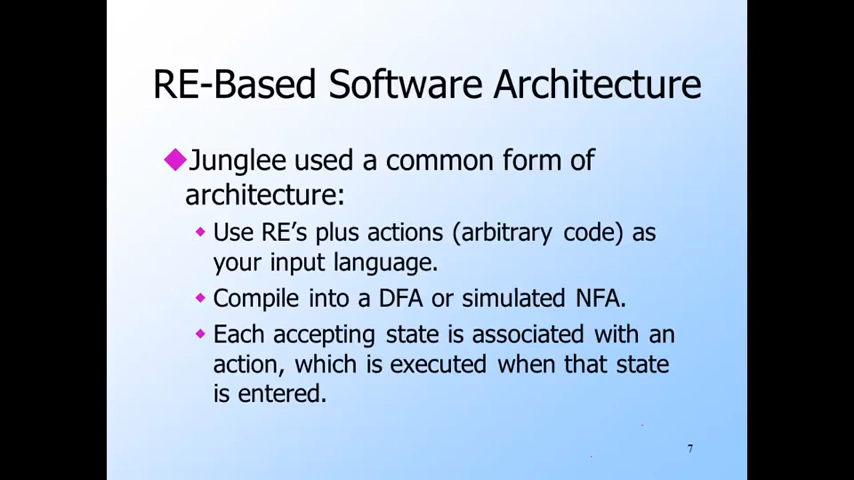 RE-Based Software Architecture
Junglee used a common form of
architecture:
Use RE’s plus actions (arbitrary code) as
your input language.
Compile into a DFA or simulated NFA.
Each accepting state is associated with an
action, which is executed when that state
is entered.
7